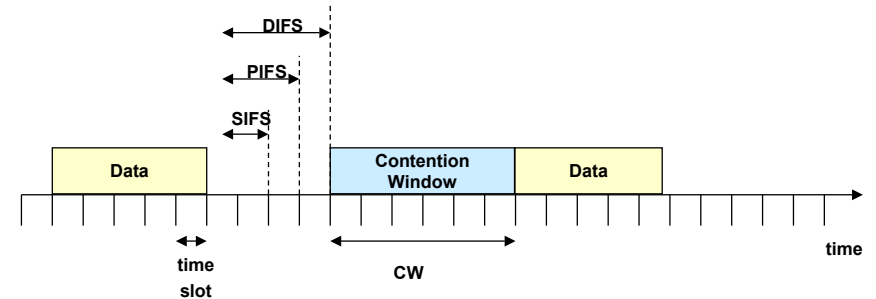 DIFS
PIFS
SIFS
Data
Contention
Window
Data
time
time
slot
CW